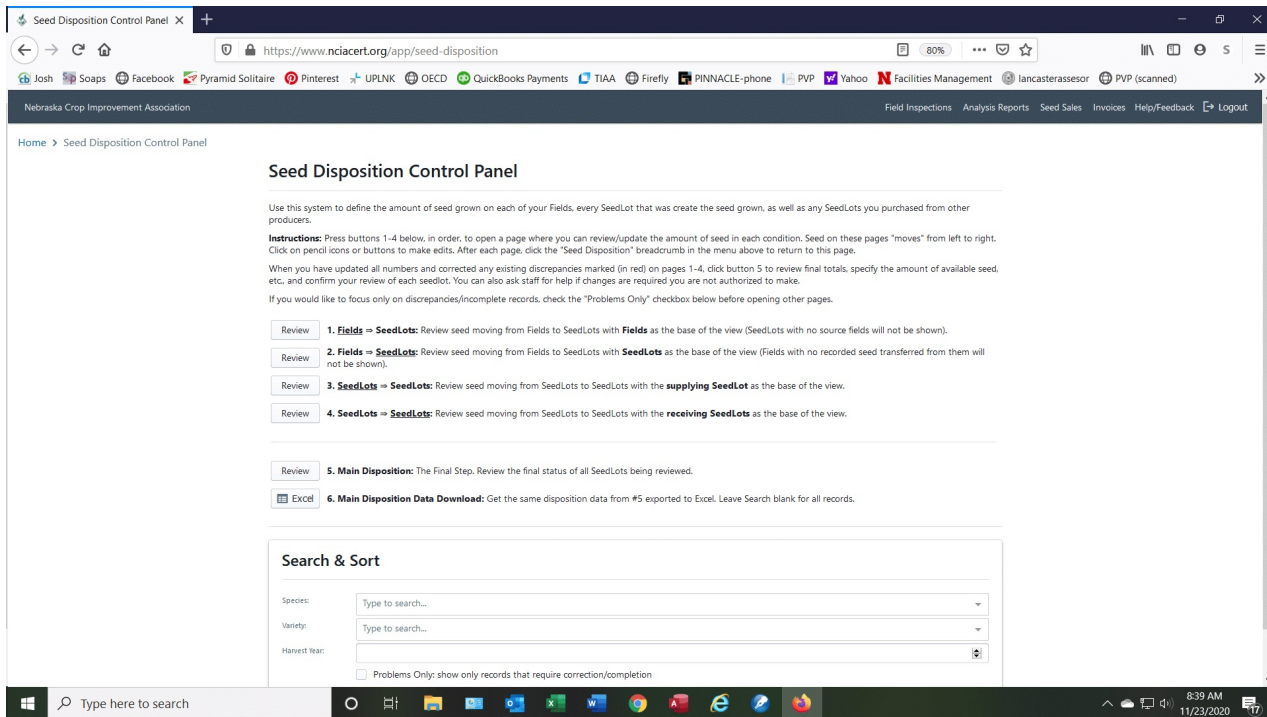 Seed Disposition Control Panel
https://www.nciacert.org/app/seed-disposition
80%
S
Josh Soaps Facebook Pyramid Solitaire Pinterest UPLNK OECD QuickBooks Payments TIAA Firefly PINNACLE-phone PVP Yahoo Facilities Management lancasterassesor PVP (scanned)
Nebraska Crop Improvement Association
Field Inspections Analysis Reports Seed Sales Invoices Help/Feedback Logout
Home > Seed Disposition Control Panel
Seed Disposition Control Panel
Use this system to define the amount of seed grown on each of your Fields, every SeedLot that was create the seed grown, as well as any SeedLots you purchased from other
producers.
Instructions: Press buttons 1-4 below, in order, to open a page where you can review/update the amount of seed in each condition. Seed on these pages "moves" from left to right.
Click on pencil icons or buttons to make edits. After each page, click the "Seed Disposition" breadcrumb in the menu above to return to this page.
When you have updated all numbers and corrected any existing discrepancies marked (in red) on pages 1-4, click button 5 to review final totals, specify the amount of available seed,
etc., and confirm your review of each seedlot. You can also ask staff for help if changes are required you are not authorized to make.
If you would like to focus only on discrepancies/incomplete records, check the "Problems Only" checkbox below before opening other pages.
Review 1. Fields ⇒ SeedLots: Review seed moving from Fields to SeedLots with Fields as the base of the view (SeedLots with no source fields will not be shown).
Review 2. Fields ⇒ SeedLots: Review seed moving from Fields to SeedLots with SeedLots as the base of the view (Fields with no recorded seed transferred from them will
not be shown).
Review 3. SeedLots ⇒ SeedLots: Review seed moving from SeedLots to SeedLots with the supplying SeedLot as the base of the view.
Review 4. SeedLots ⇒ SeedLots: Review seed moving from SeedLots to SeedLots with the receiving SeedLots as the base of the view.
Review 5. Main Disposition: The Final Step. Review the final status of all SeedLots being reviewed.
Excel 6. Main Disposition Data Download: Get the same disposition data from #5 exported to Excel. Leave Search blank for all records.
Search & Sort
Species: Type to search...
Variety: Type to search...
Harvest Year:
Problems Only: show only records that require correction/completion
Type here to search
8:39 AM
11/23/2020
17